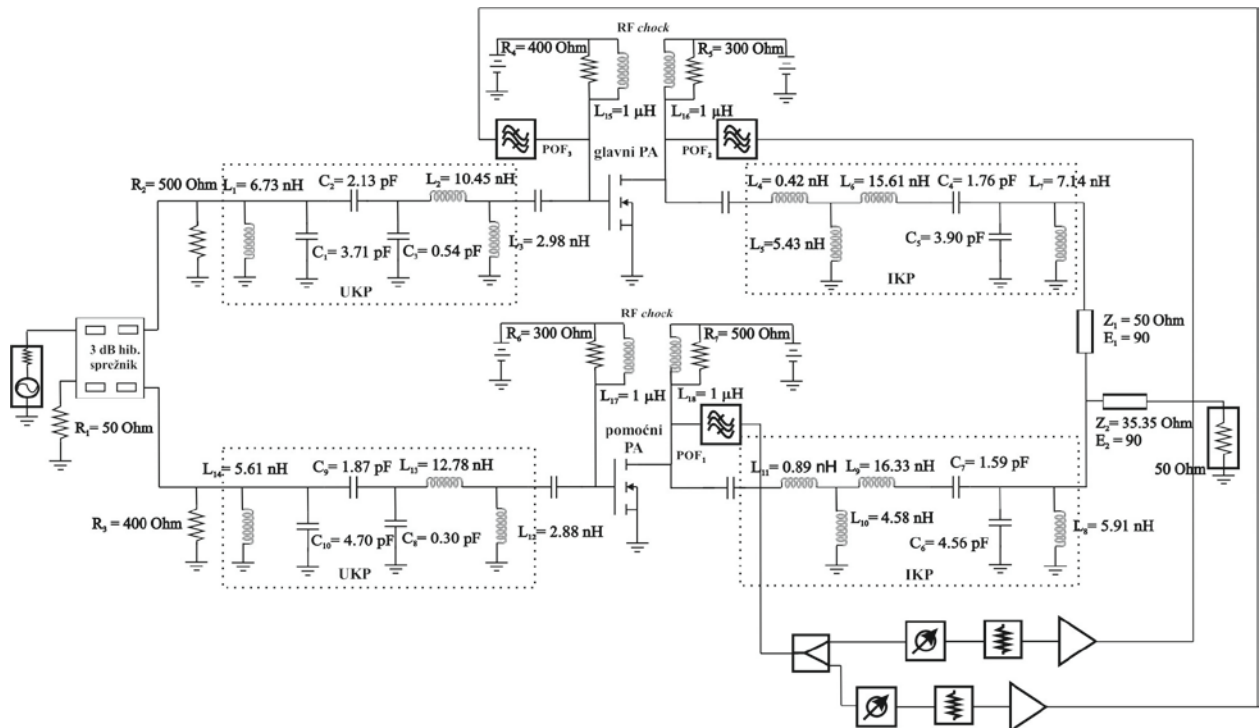 RF chock
R₄= 400 Ohm
R₅= 300 Ohm
L₁₅=1 µH
L₁₆=1 µH
POF₃
glavni PA
POF₂
R₂= 500 Ohm
L₁= 6.73 nH
C₂= 2.13 pF
L₂= 10.45 nH
L₄= 0.42 nH
L₆= 15.61 nH
C₄= 1.76 pF
L₇= 7.14 nH
C₁= 3.71 pF
C₃= 0.54 pF
L₃= 2.98 nH
L₅= 5.43 nH
C₅= 3.90 pF
UKP
IKP
RF chock
R₆= 300 Ohm
R₇= 500 Ohm
Z₁ = 50 Ohm
E₁ = 90
3 dB hib.
sprežnik
L₁₇= 1 µH
L₁₈= 1 µH
R₁= 50 Ohm
pomoćni
PA
POF₁
Z₂= 35.35 Ohm
E₂ = 90
50 Ohm
L₁₄= 5.61 nH
C₉= 1.87 pF
L₁₃= 12.78 nH
L₁₁= 0.89 nH
L₉= 16.33 nH
C₇= 1.59 pF
R₃ = 400 Ohm
C₁₀= 4.70 pF
C₈= 0.30 pF
L₁₂= 2.88 nH
L₁₀= 4.58 nH
C₆= 4.56 pF
L₈= 5.91 nH
UKP
IKP